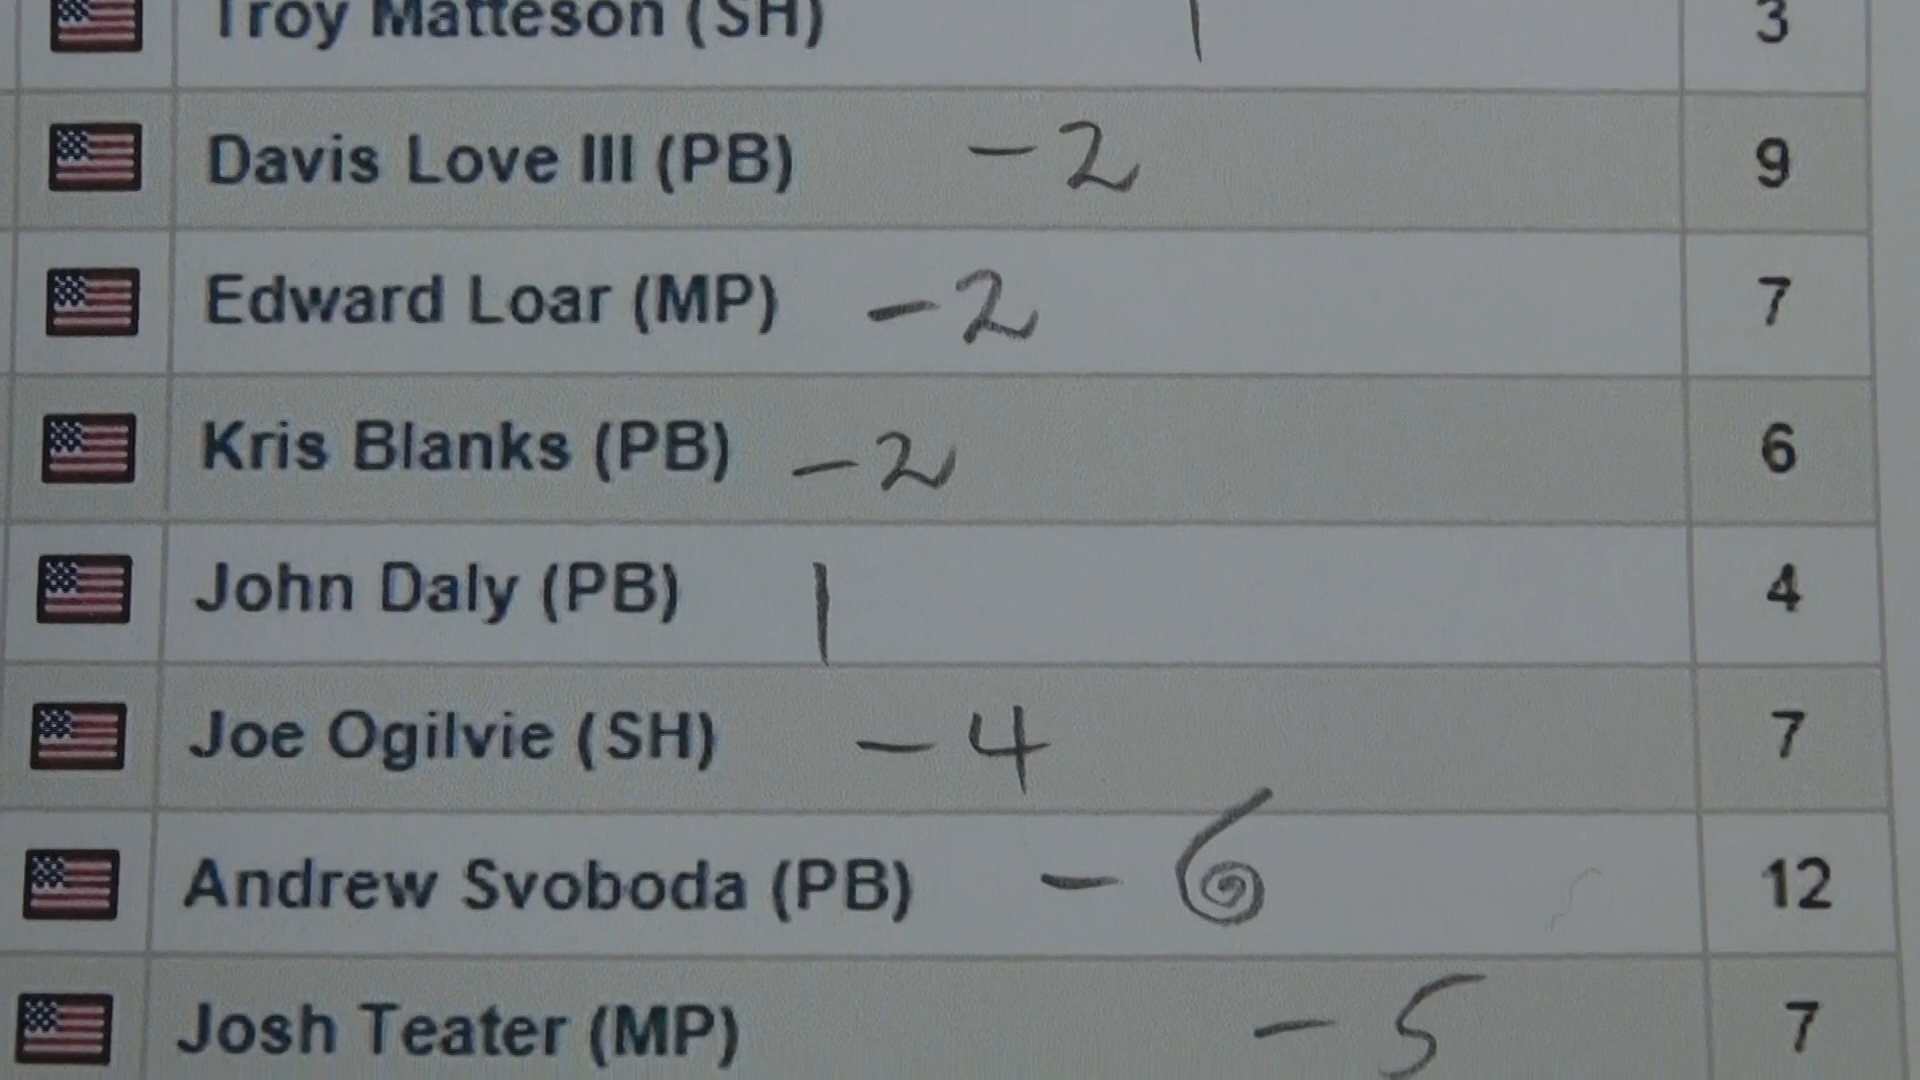 Troy Matteson (SH) 1 3
Davis Love III (PB) -2 9
Edward Loar (MP) -2 7
Kris Blanks (PB) -2 6
John Daly (PB) 1 4
Joe Ogilvie (SH) -4 7
Andrew Svoboda (PB) -6 12
Josh Teater (MP) -5 7